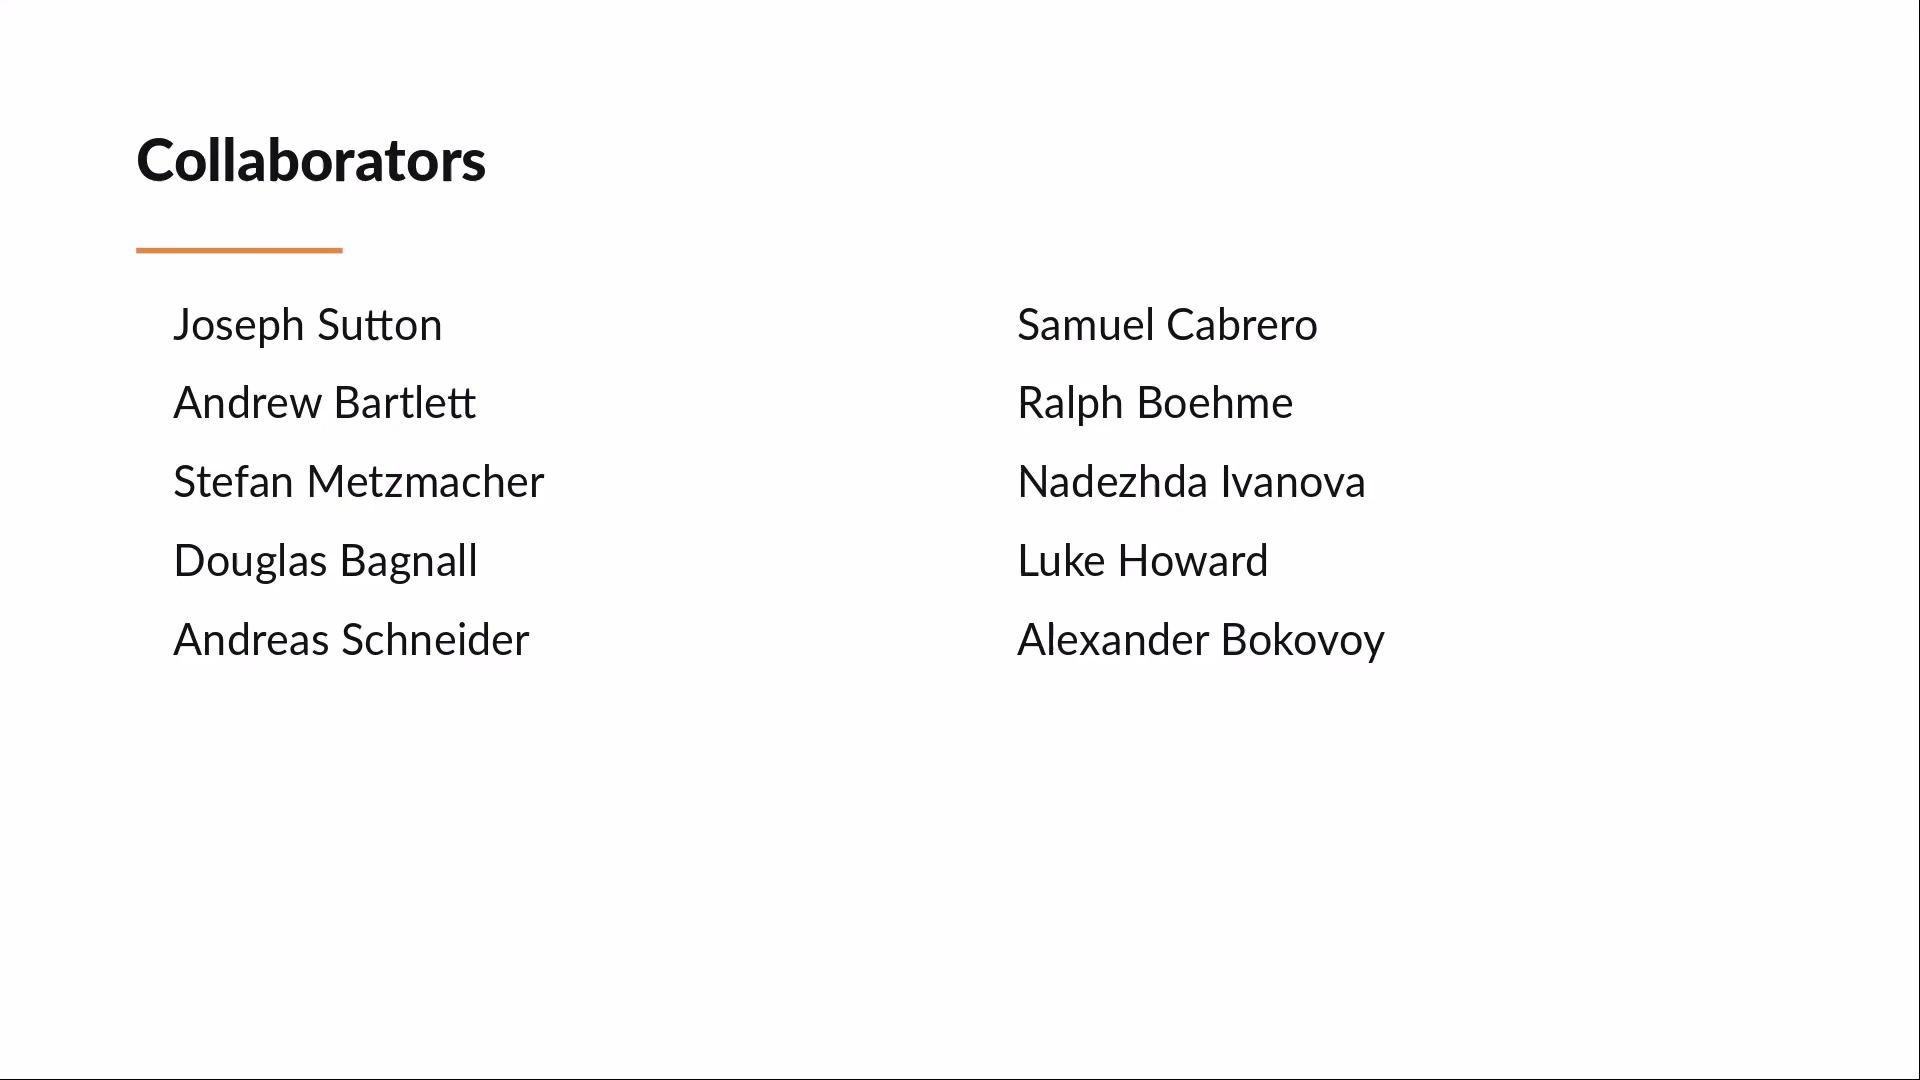 Collaborators
Joseph Sutton
Andrew Bartlett
Stefan Metzmacher
Douglas Bagnall
Andreas Schneider
Samuel Cabrero
Ralph Boehme
Nadezhda Ivanova
Luke Howard
Alexander Bokovoy